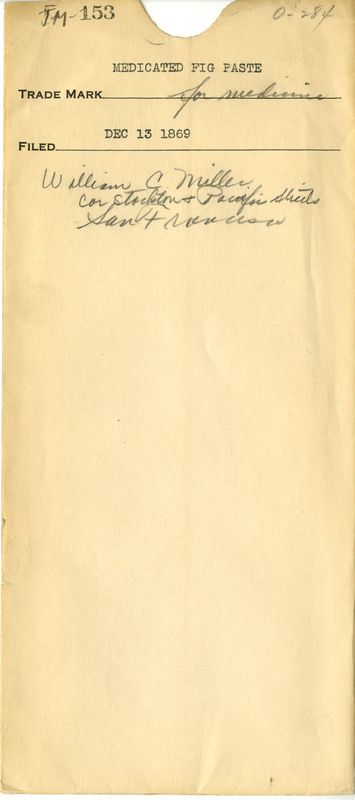 TM-153 0-284
MEDICATED FIG PASTE
TRADE MARK for medicine
DEC 13 1869
FILED
William C Miller
cor Stockton + Pacific Streets
San Francisco